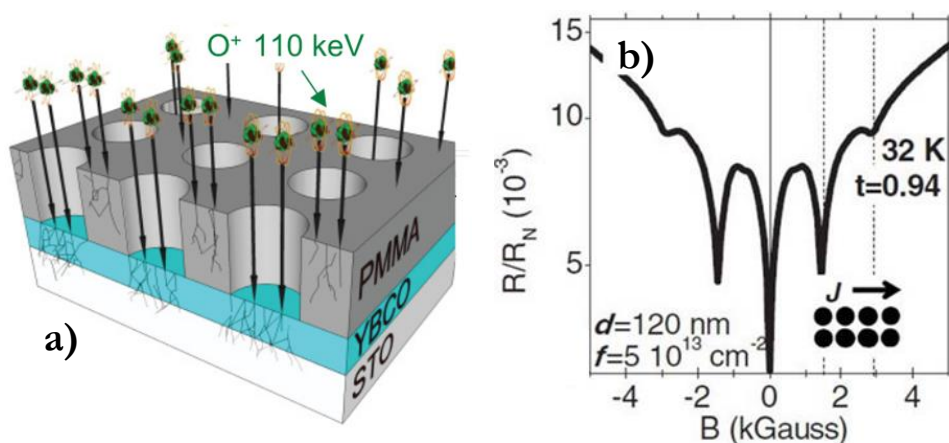 O⁺ 110 keV
PMMA
YBCO
STO
a)
b)
15
10
5
R/R_N (10⁻³)
32 K
t=0.94
J
d=120 nm
f=5 10¹³ cm⁻²
-4 -2 0 2 4
B (kGauss)